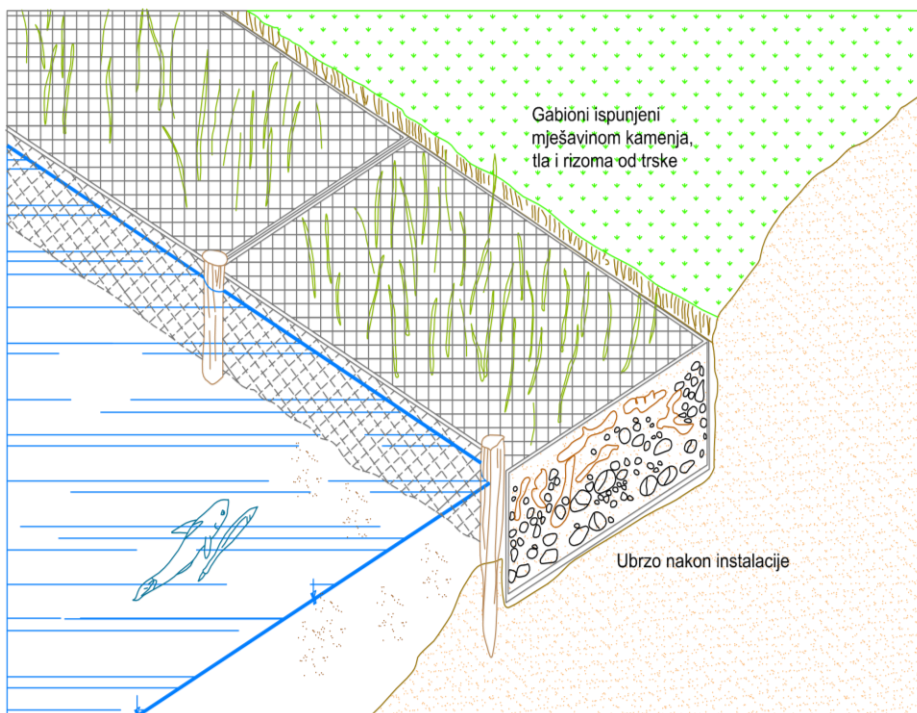 Gabioni ispunjeni
mješavinom kamenja,
tla i rizoma od trske
Ubrzo nakon instalacije